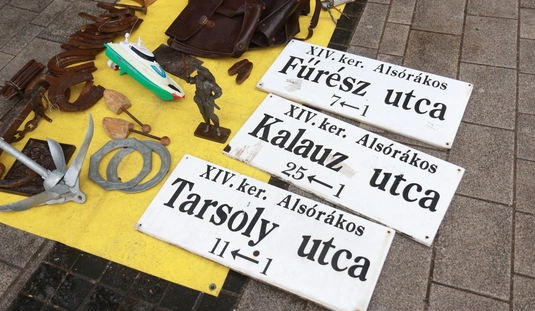 XIV. ker. Alsórákos
Fűrész utca
7←1
XIV. ker. Alsórákos
Kalauz utca
25←1
XIV. ker. Alsórákos
Tarsoly utca
11←1